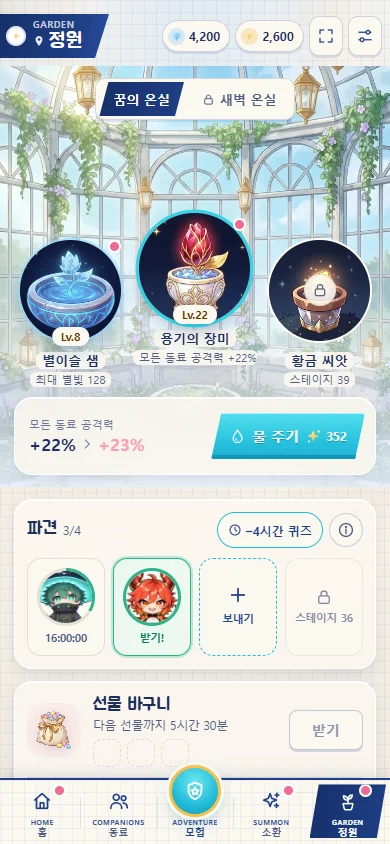 GARDEN
정원
4,200
2,600
꿈의 온실
새벽 온실
Lv.8
별이슬 샘
최대 별빛 128
Lv.22
용기의 장미
모든 동료 공격력 +22%
황금 씨앗
스테이지 39
모든 동료 공격력
+22% > +23%
물 주기 352
파견 3/4
-4시간 퀴즈
16:00:00
받기!
보내기
스테이지 36
선물 바구니
다음 선물까지 5시간 30분
받기
HOME
홈
COMPANIONS
동료
ADVENTURE
모험
SUMMON
소환
GARDEN
정원